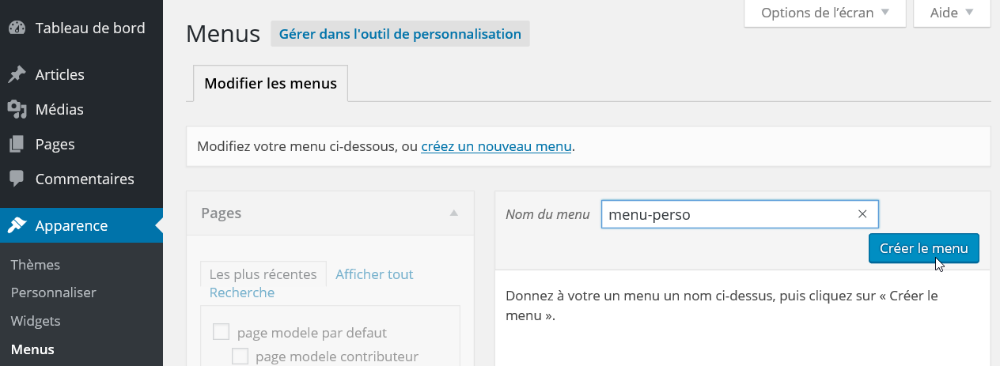 Tableau de bord
Articles
Médias
Pages
Commentaires
Apparence
Thèmes
Personnaliser
Widgets
Menus
Options de l'écran
Aide
Menus
Gérer dans l'outil de personnalisation
Modifier les menus
Modifiez votre menu ci-dessous, ou créez un nouveau menu.
Pages
Les plus récentes
Afficher tout
Recherche
page modele par defaut
page modele contributeur
Nom du menu
menu-perso
Créer le menu
Donnez à votre un menu un nom ci-dessus, puis cliquez sur « Créer le
menu ».